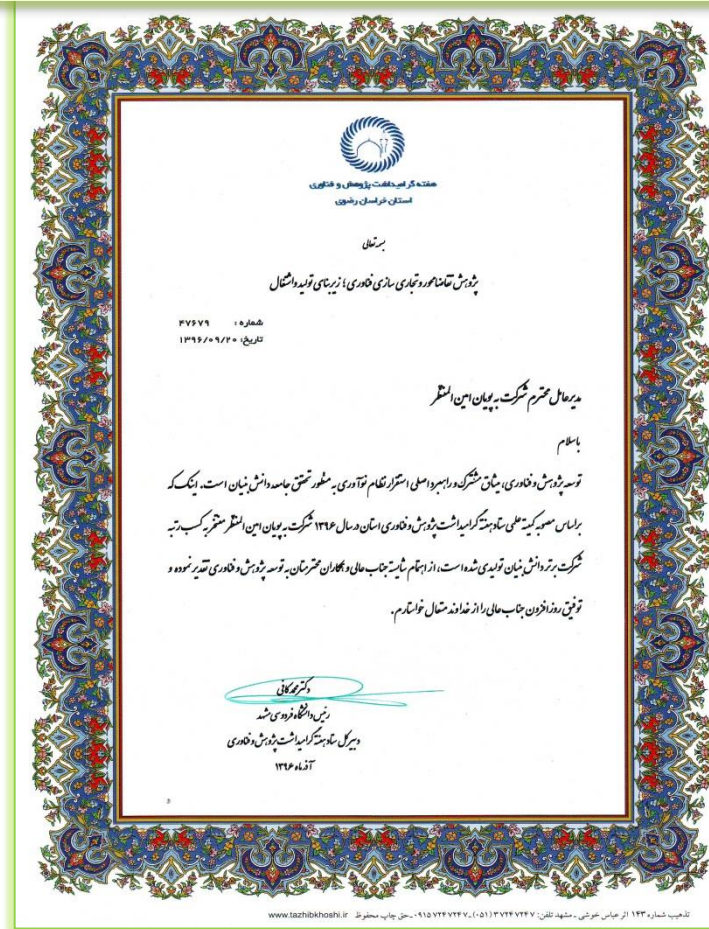 هفته گرامیداشت پژوهش و فناوری
استان خراسان رضوی
بسمه تعالی
پژوهش تقاضامحور و تجاری سازی فناوری؛ زیربنای تولید و اشتغال
شماره : ۴۷۶۷۹
تاریخ: ۱۳۹۶/۰۹/۲۰
مدیرعامل محترم شرکت به پویان امین المنتظر
باسلام
توسعه پژوهش و فناوری، میثاق مشترک و راهبرد اصلی استقرار نظام نوآوری به منظور تحقق جامعه دانش بنیان است. اینک که
براساس مصوبه کمیته علمی ستاد هفته گرامیداشت پژوهش و فناوری استان در سال ۱۳۹۶ شرکت به پویان امین المنتظر مفتخر به کسب رتبه
شرکت برتر دانش بنیان تولیدی شده است، از اهتمام شایسته جناب عالی و همکاران محترمتان به توسعه پژوهش و فناوری تقدیر نموده و
توفیق روزافزون جناب عالی را از خداوند متعال خواستارم.
دکتر محمد کافی
رئیس دانشگاه فردوسی مشهد
دبیرکل ستاد هفته گرامیداشت پژوهش و فناوری
آذرماه ۱۳۹۶
تذهیب شماره ۱۴۳ اثر عباس خوشی ـ مشهد تلفن: ۳۷۲۴۷۲۴۷ (۰۵۱) ـ ۰۹۱۵۷۲۴۷۲۴۷ ـ حق چاپ محفوظ www.tazhibkhoshi.ir